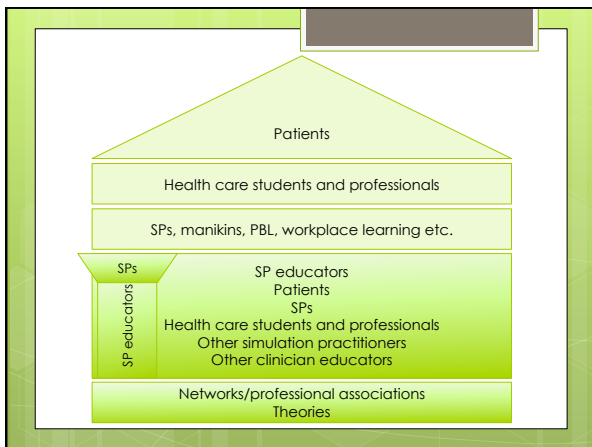 Patients
Health care students and professionals
SPs, manikins, PBL, workplace learning etc.
SPs
SP educators
SP educators
Patients
SPs
Health care students and professionals
Other simulation practitioners
Other clinician educators
Networks/professional associations
Theories